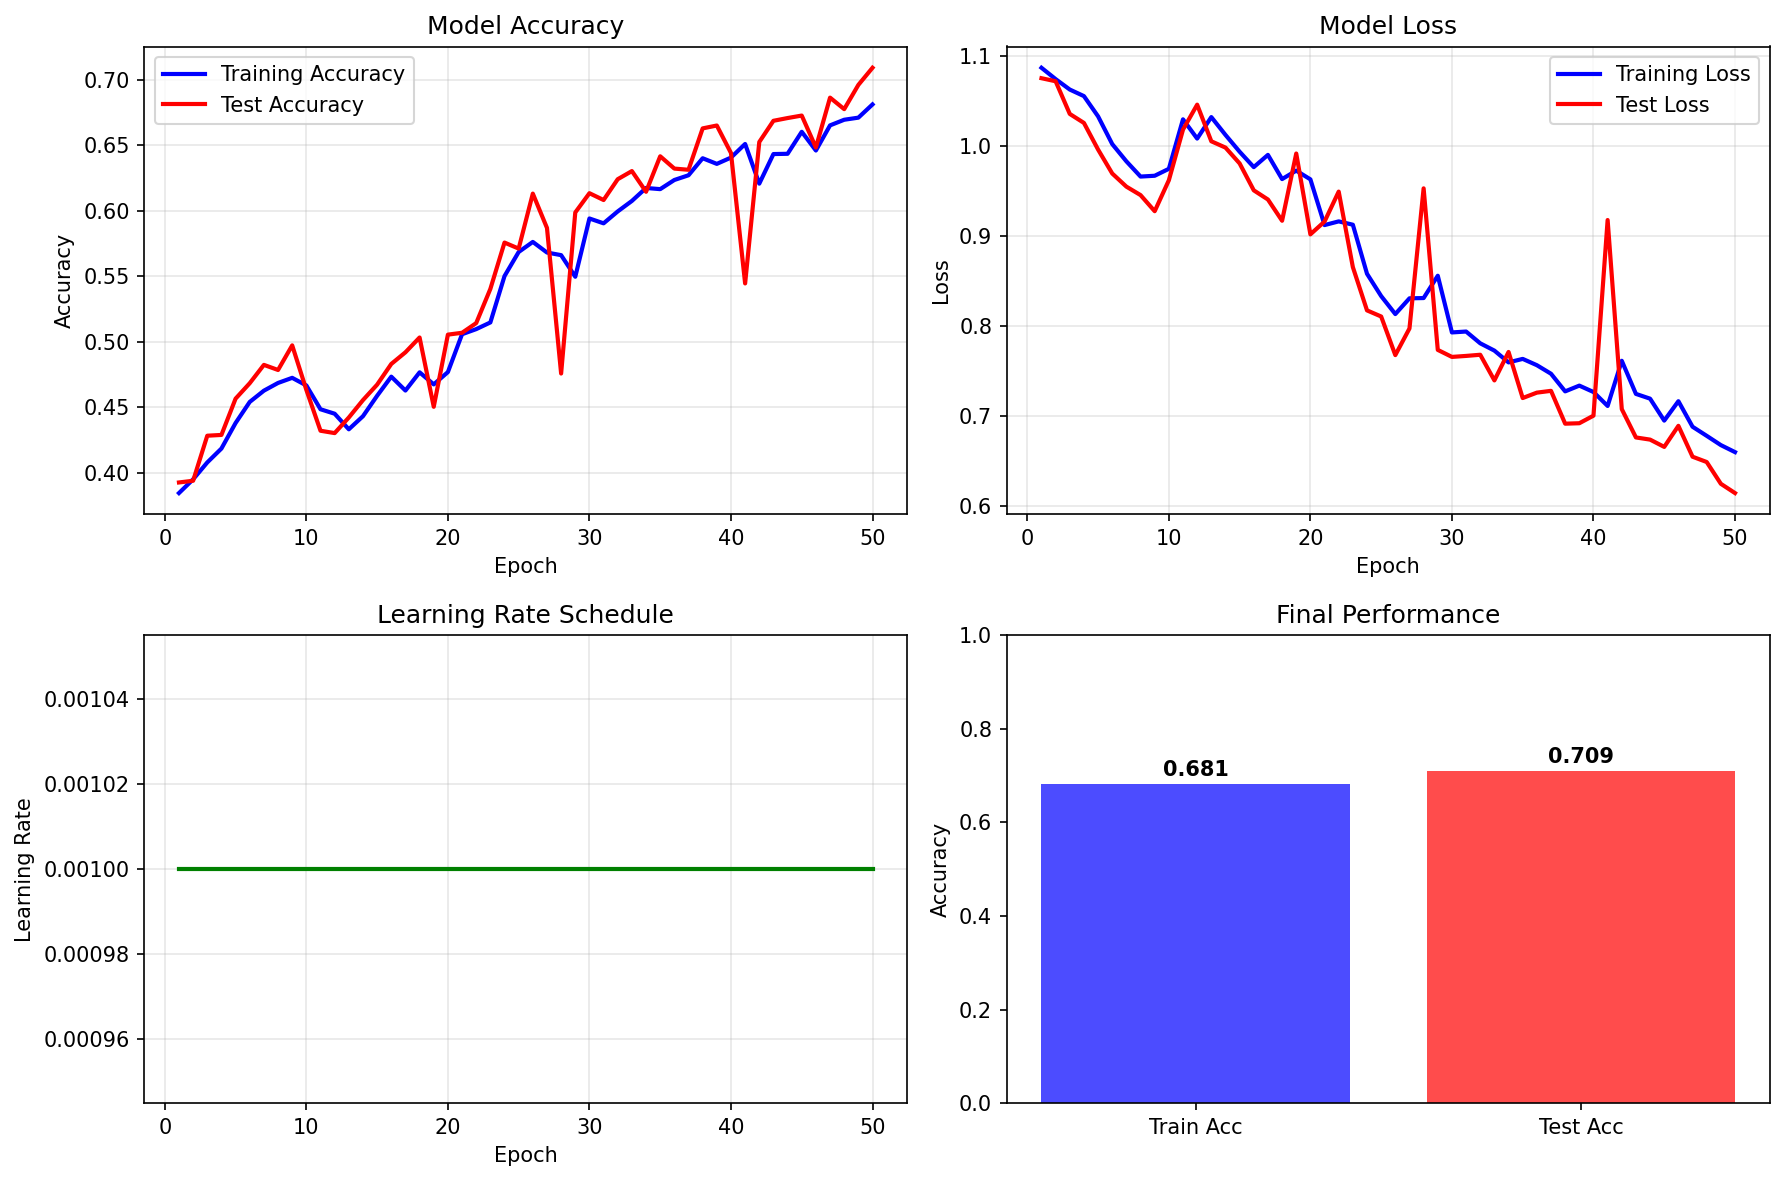 Model Accuracy
Training Accuracy
Test Accuracy
Accuracy
0.70
0.65
0.60
0.55
0.50
0.45
0.40
0 10 20 30 40 50
Epoch
Model Loss
Training Loss
Test Loss
Loss
1.1
1.0
0.9
0.8
0.7
0.6
0 10 20 30 40 50
Epoch
Learning Rate Schedule
Learning Rate
0.00104
0.00102
0.00100
0.00098
0.00096
0 10 20 30 40 50
Epoch
Final Performance
Accuracy
1.0
0.8
0.6
0.4
0.2
0.0
0.681
0.709
Train Acc
Test Acc